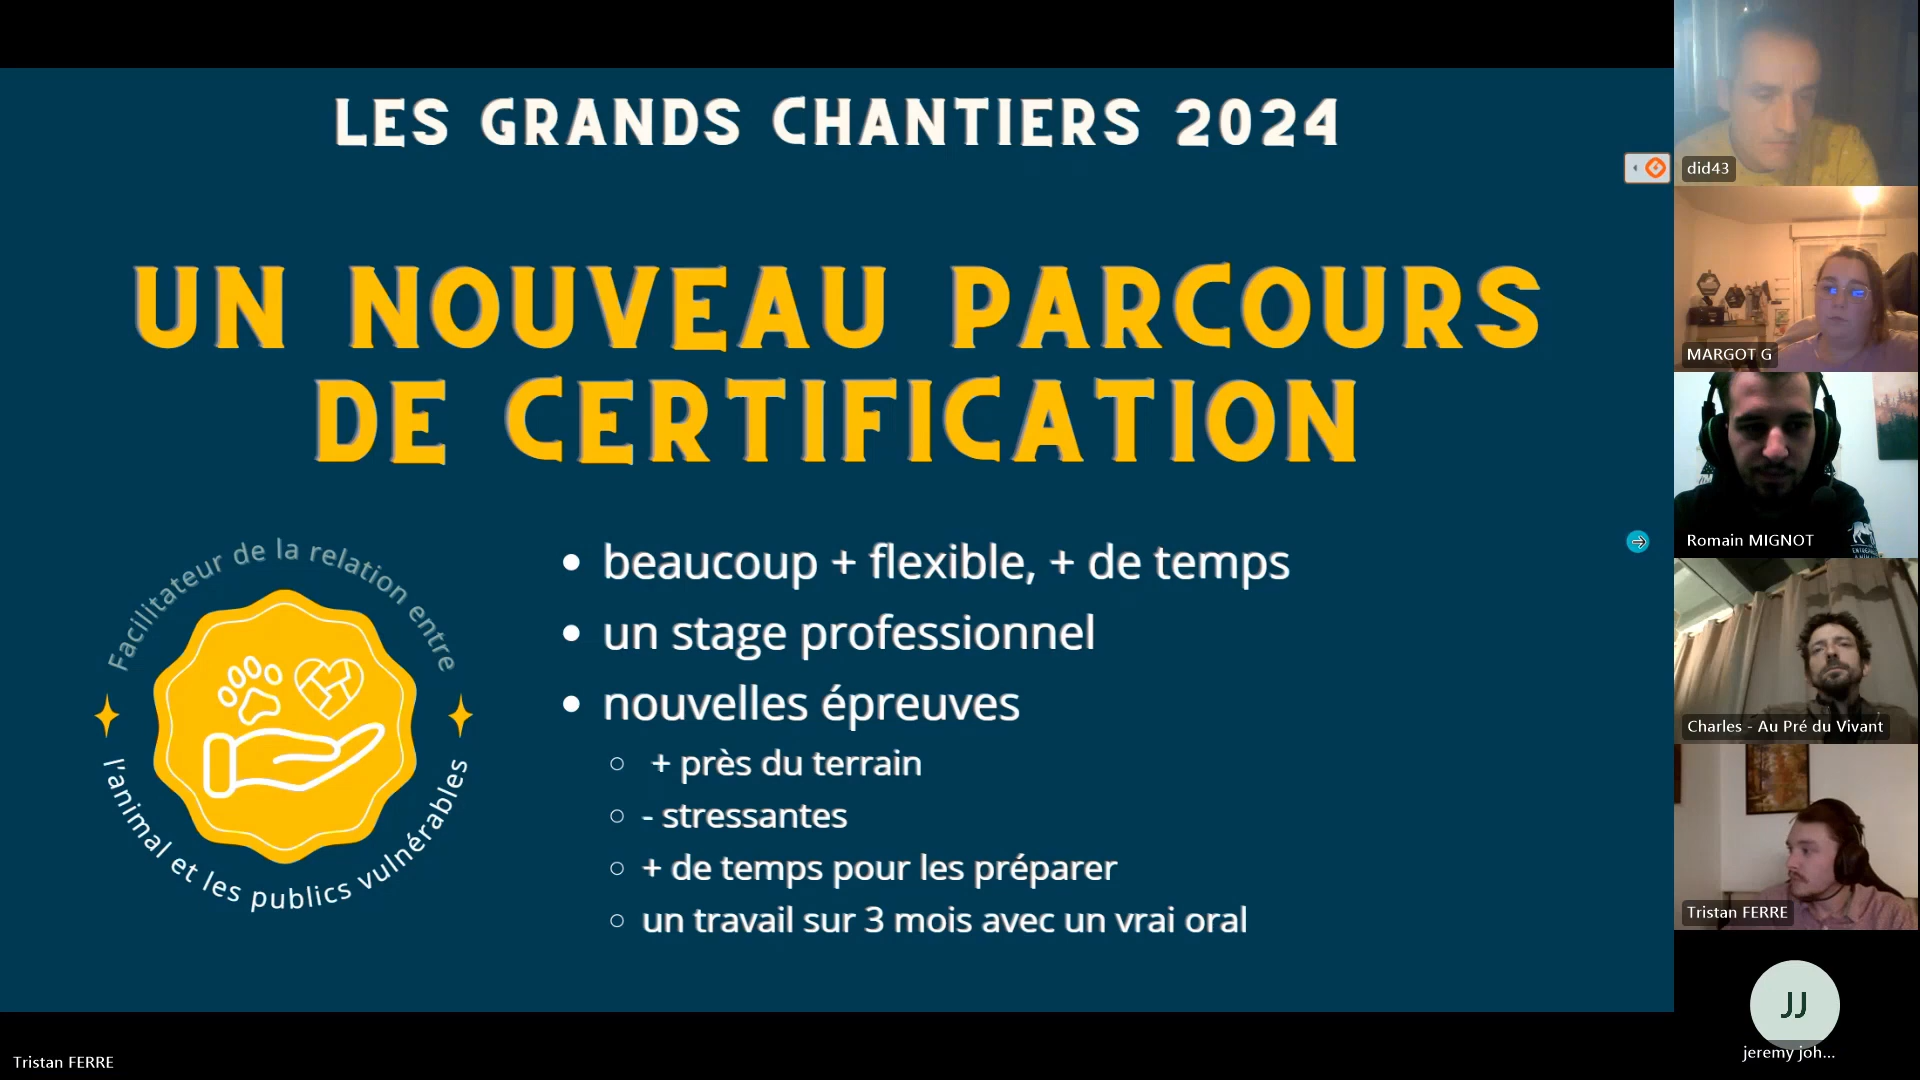 LES GRANDS CHANTIERS 2024
UN NOUVEAU PARCOURS
DE CERTIFICATION
Facilitateur de la relation entre
l'animal et les publics vulnérables
• beaucoup + flexible, + de temps
• un stage professionnel
• nouvelles épreuves
○ + près du terrain
○ - stressantes
○ + de temps pour les préparer
○ un travail sur 3 mois avec un vrai oral
Tristan FERRE
did43
MARGOT G
Romain MIGNOT
Charles - Au Pré du Vivant
Tristan FERRE
JJ
jeremy joh...